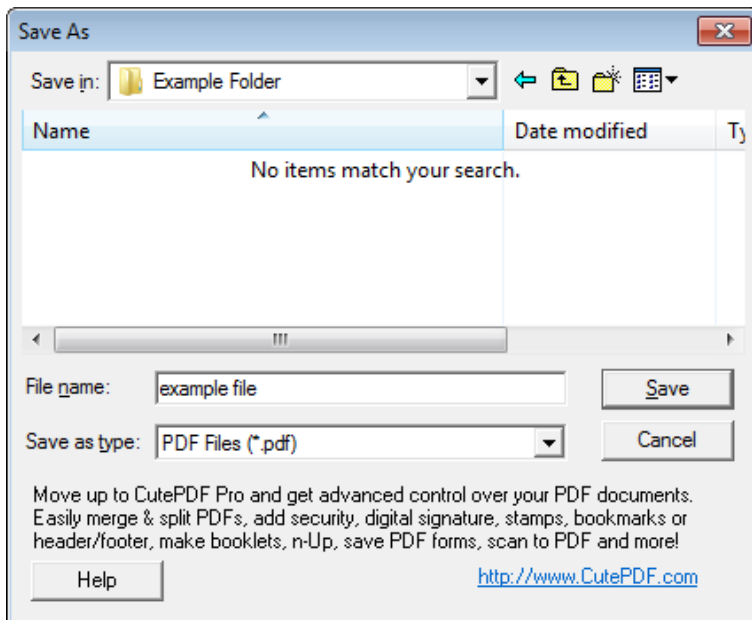 Save As
Save in: Example Folder
Name Date modified Ty
No items match your search.
File name: example file Save
Save as type: PDF Files (*.pdf) Cancel
Move up to CutePDF Pro and get advanced control over your PDF documents.
Easily merge & split PDFs, add security, digital signature, stamps, bookmarks or
header/footer, make booklets, n-Up, save PDF forms, scan to PDF and more!
Help http://www.CutePDF.com